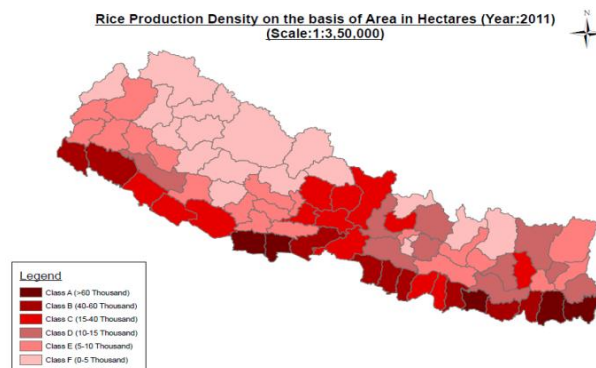 Rice Production Density on the basis of Area in Hectares (Year:2011)
(Scale:1:3,50,000)
N
Legend
Class A (>60 Thousand)
Class B (40-60 Thousand)
Class C (15-40 Thousand)
Class D (10-15 Thousand)
Class E (5-10 Thousand)
Class F (0-5 Thousand)